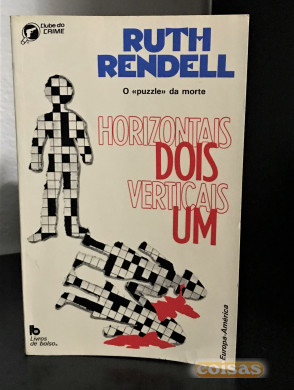 Clube do
CRIME
RUTH
RENDELL
O «puzzle» da morte
HORIZONTAIS
DOIS
VERTICAIS
UM
Livros
de bolso
Europa-América
coisas